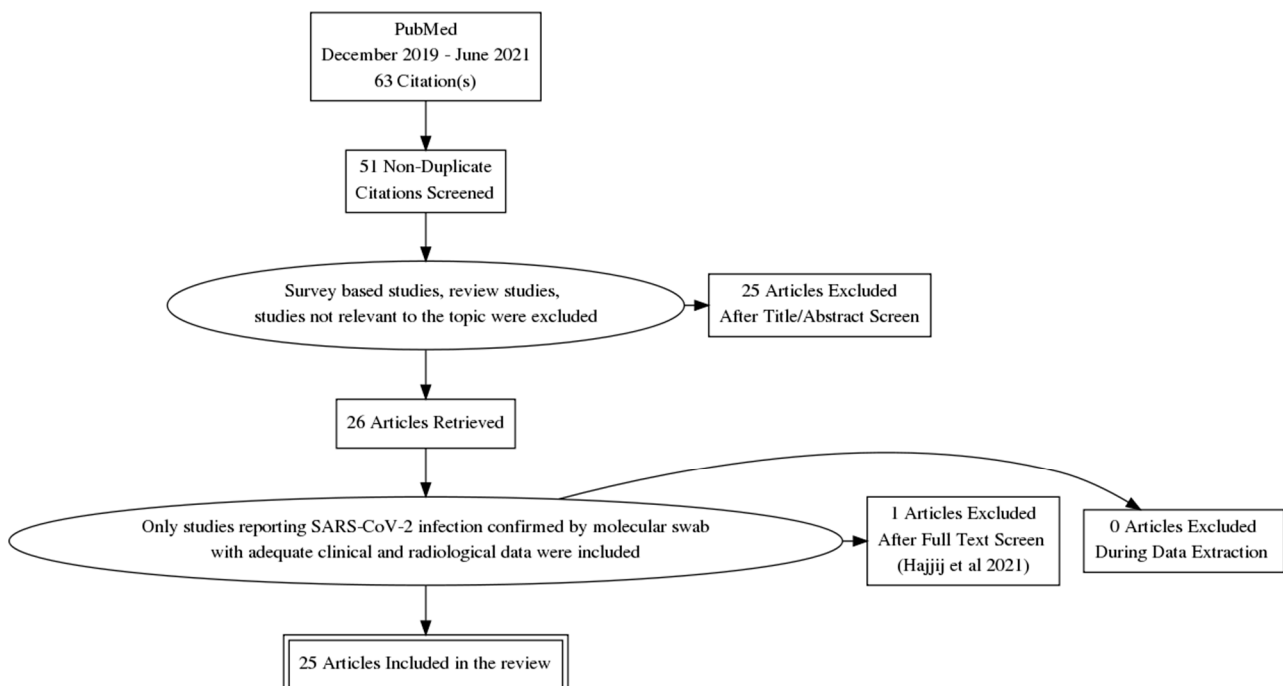 PubMed
December 2019 - June 2021
63 Citation(s)
51 Non-Duplicate
Citations Screened
Survey based studies, review studies,
studies not relevant to the topic were excluded
25 Articles Excluded
After Title/Abstract Screen
26 Articles Retrieved
Only studies reporting SARS-CoV-2 infection confirmed by molecular swab
with adequate clinical and radiological data were included
1 Articles Excluded
After Full Text Screen
(Hajjij et al 2021)
0 Articles Excluded
During Data Extraction
25 Articles Included in the review